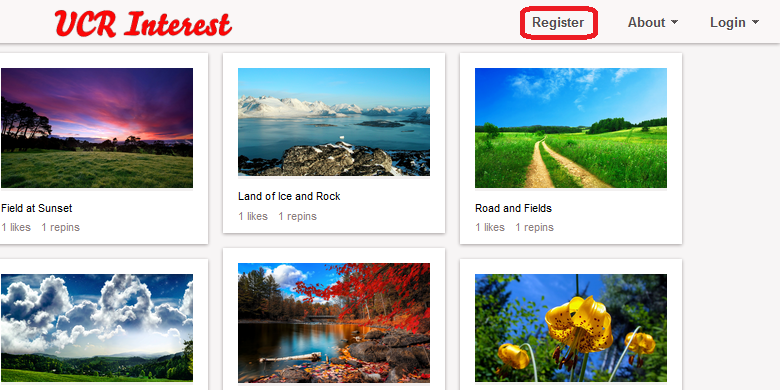 UCR Interest
Register
About
Login
Field at Sunset
1 likes 1 repins
Land of Ice and Rock
1 likes 1 repins
Road and Fields
1 likes 1 repins